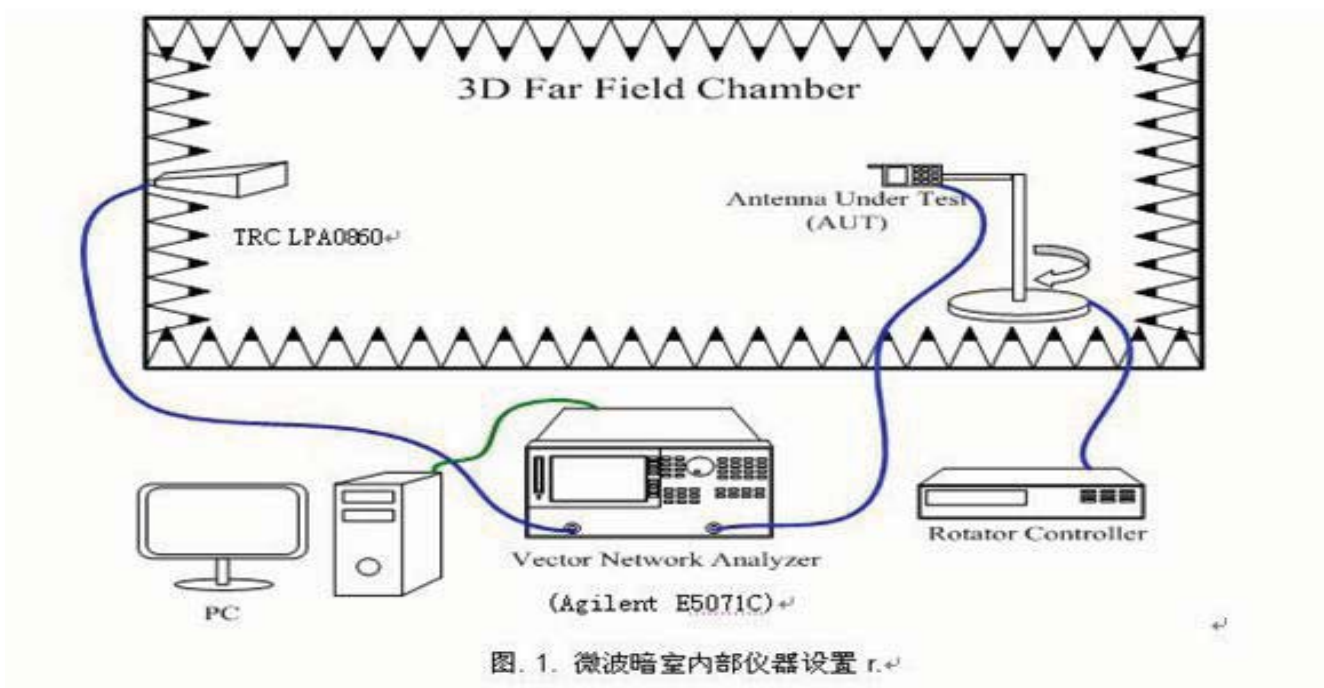 3D Far Field Chamber
TRC LPA0860↵
Antenna Under Test
(AUT)
Vector Network Analyzer
(Agilent E5071C)↵
Rotator Controller
PC
↵
图. 1. 微波暗室内部仪器设置 r.↵